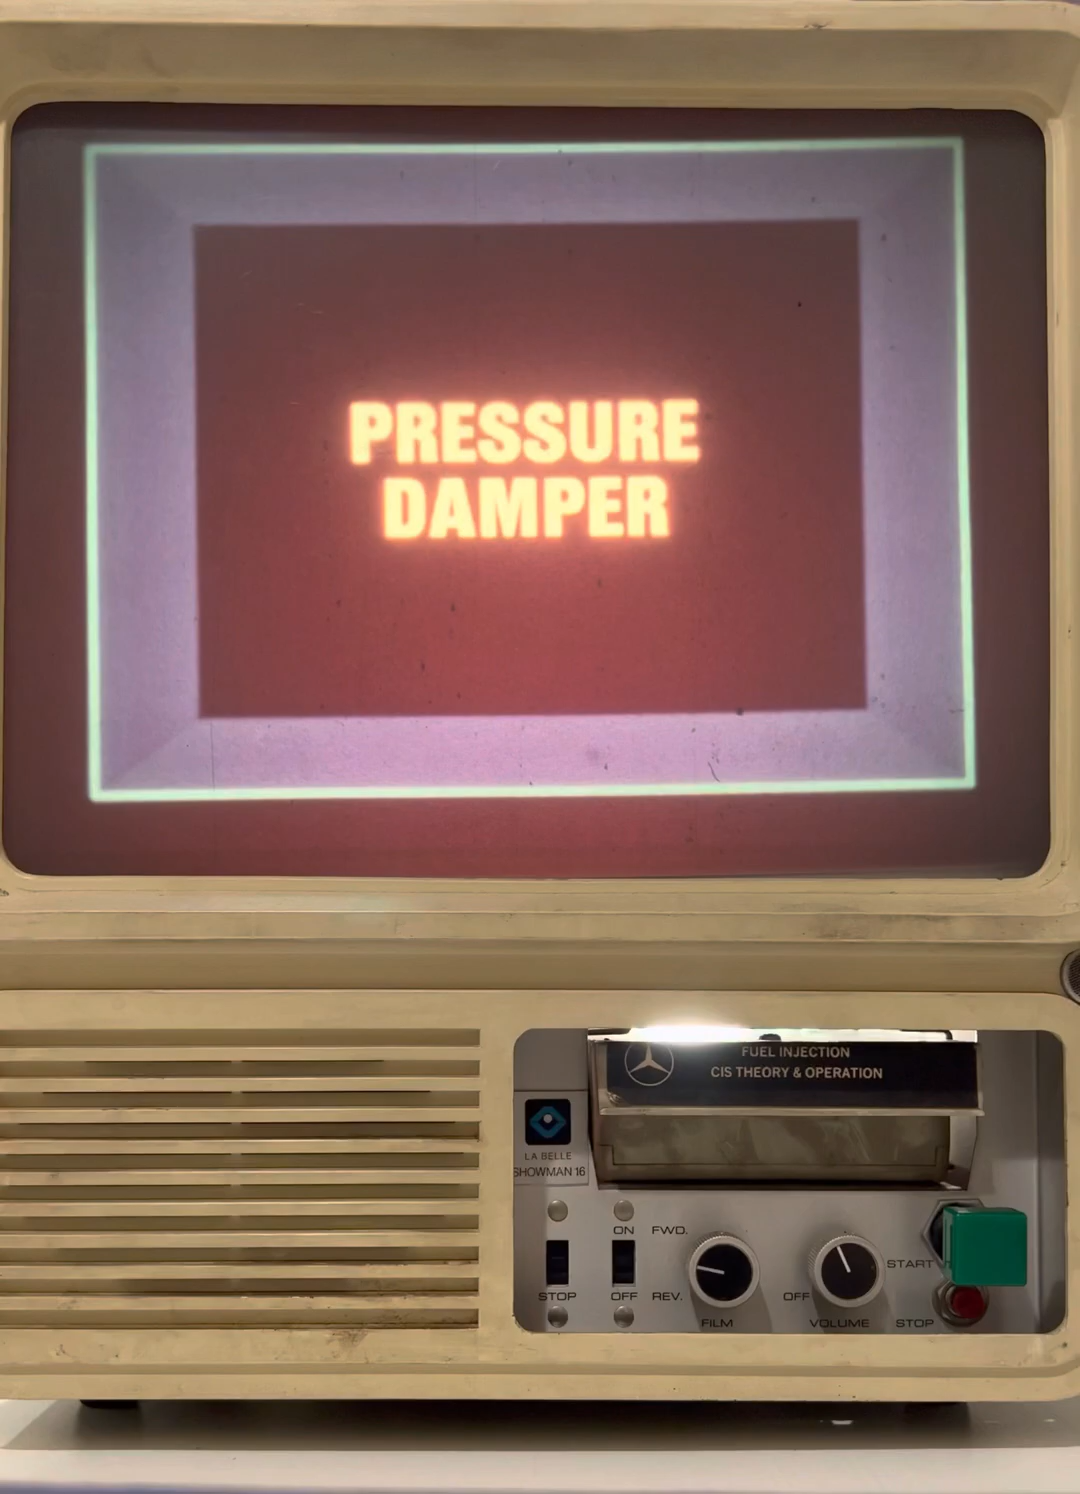 PRESSURE
DAMPER
FUEL INJECTION
CIS THEORY & OPERATION
LA BELLE
SHOWMAN 16
ON FWD.
START
STOP OFF REV. OFF
FILM VOLUME STOP